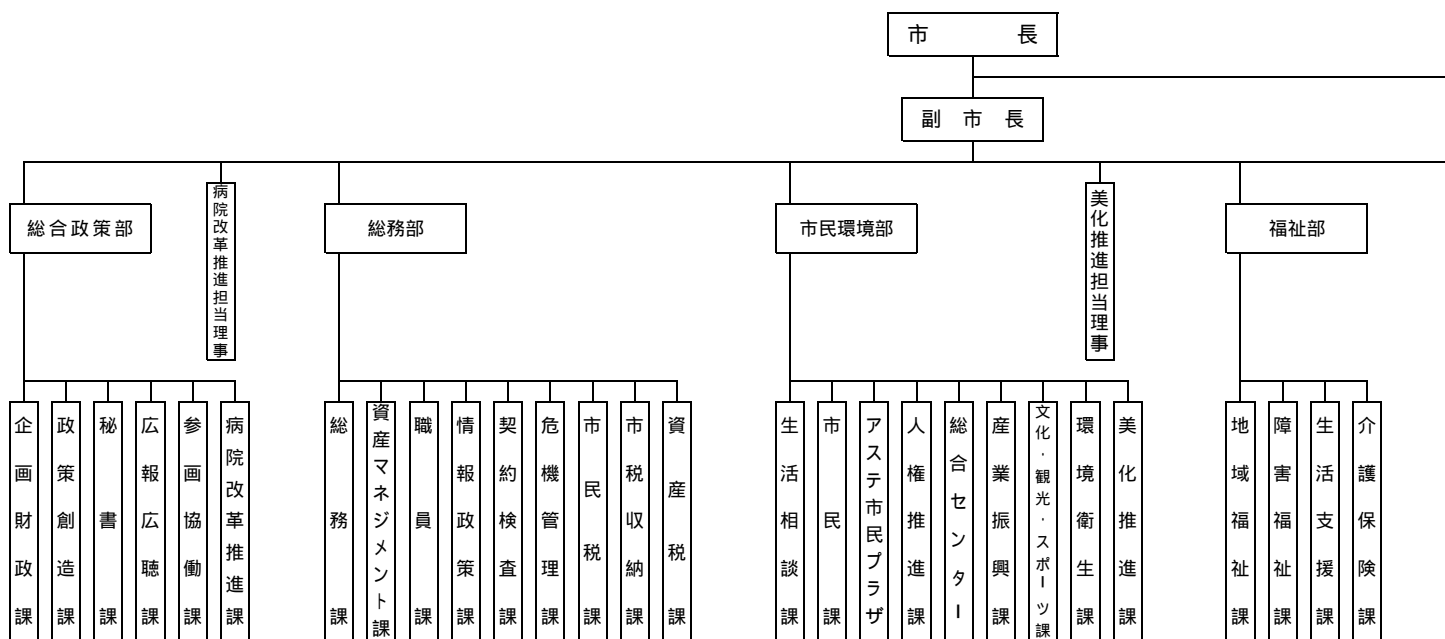 市長
副市長
総合政策部
病院改革推進担当理事
総務部
市民環境部
美化推進担当理事
福祉部
企画財政課
政策創造課
秘書課
広報広聴課
参画協働課
病院改革推進課
総務課
資産マネジメント課
職員課
情報政策課
契約検査課
危機管理課
市民税課
市税収納課
資産税課
生活相談課
市民課
アステ市民プラザ
人権推進課
総合センター
産業振興課
文化・観光・スポーツ課
環境衛生課
美化推進課
地域福祉課
障害福祉課
生活支援課
介護保険課